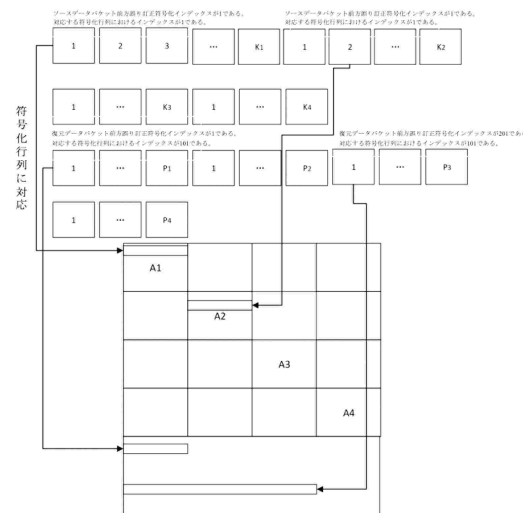 ソースデータパケット前方誤り訂正符号化インデックスが1である。
対応する符号化行列におけるインデックスが1である。
ソースデータパケット前方誤り訂正符号化インデックスが1である。
対応する符号化行列におけるインデックスが1である。
1 2 3 … K1 1 2 … K2
1 … K3 1 … K4
符号化行列に対応
復元データパケット前方誤り訂正符号化インデックスが1である。
対応する符号化行列におけるインデックスが101である。
復元データパケット前方誤り訂正符号化インデックスが201である
対応する符号化行列におけるインデックスが101である。
1 … P1 1 … P2 1 … P3
1 … P4
A1
A2
A3
A4